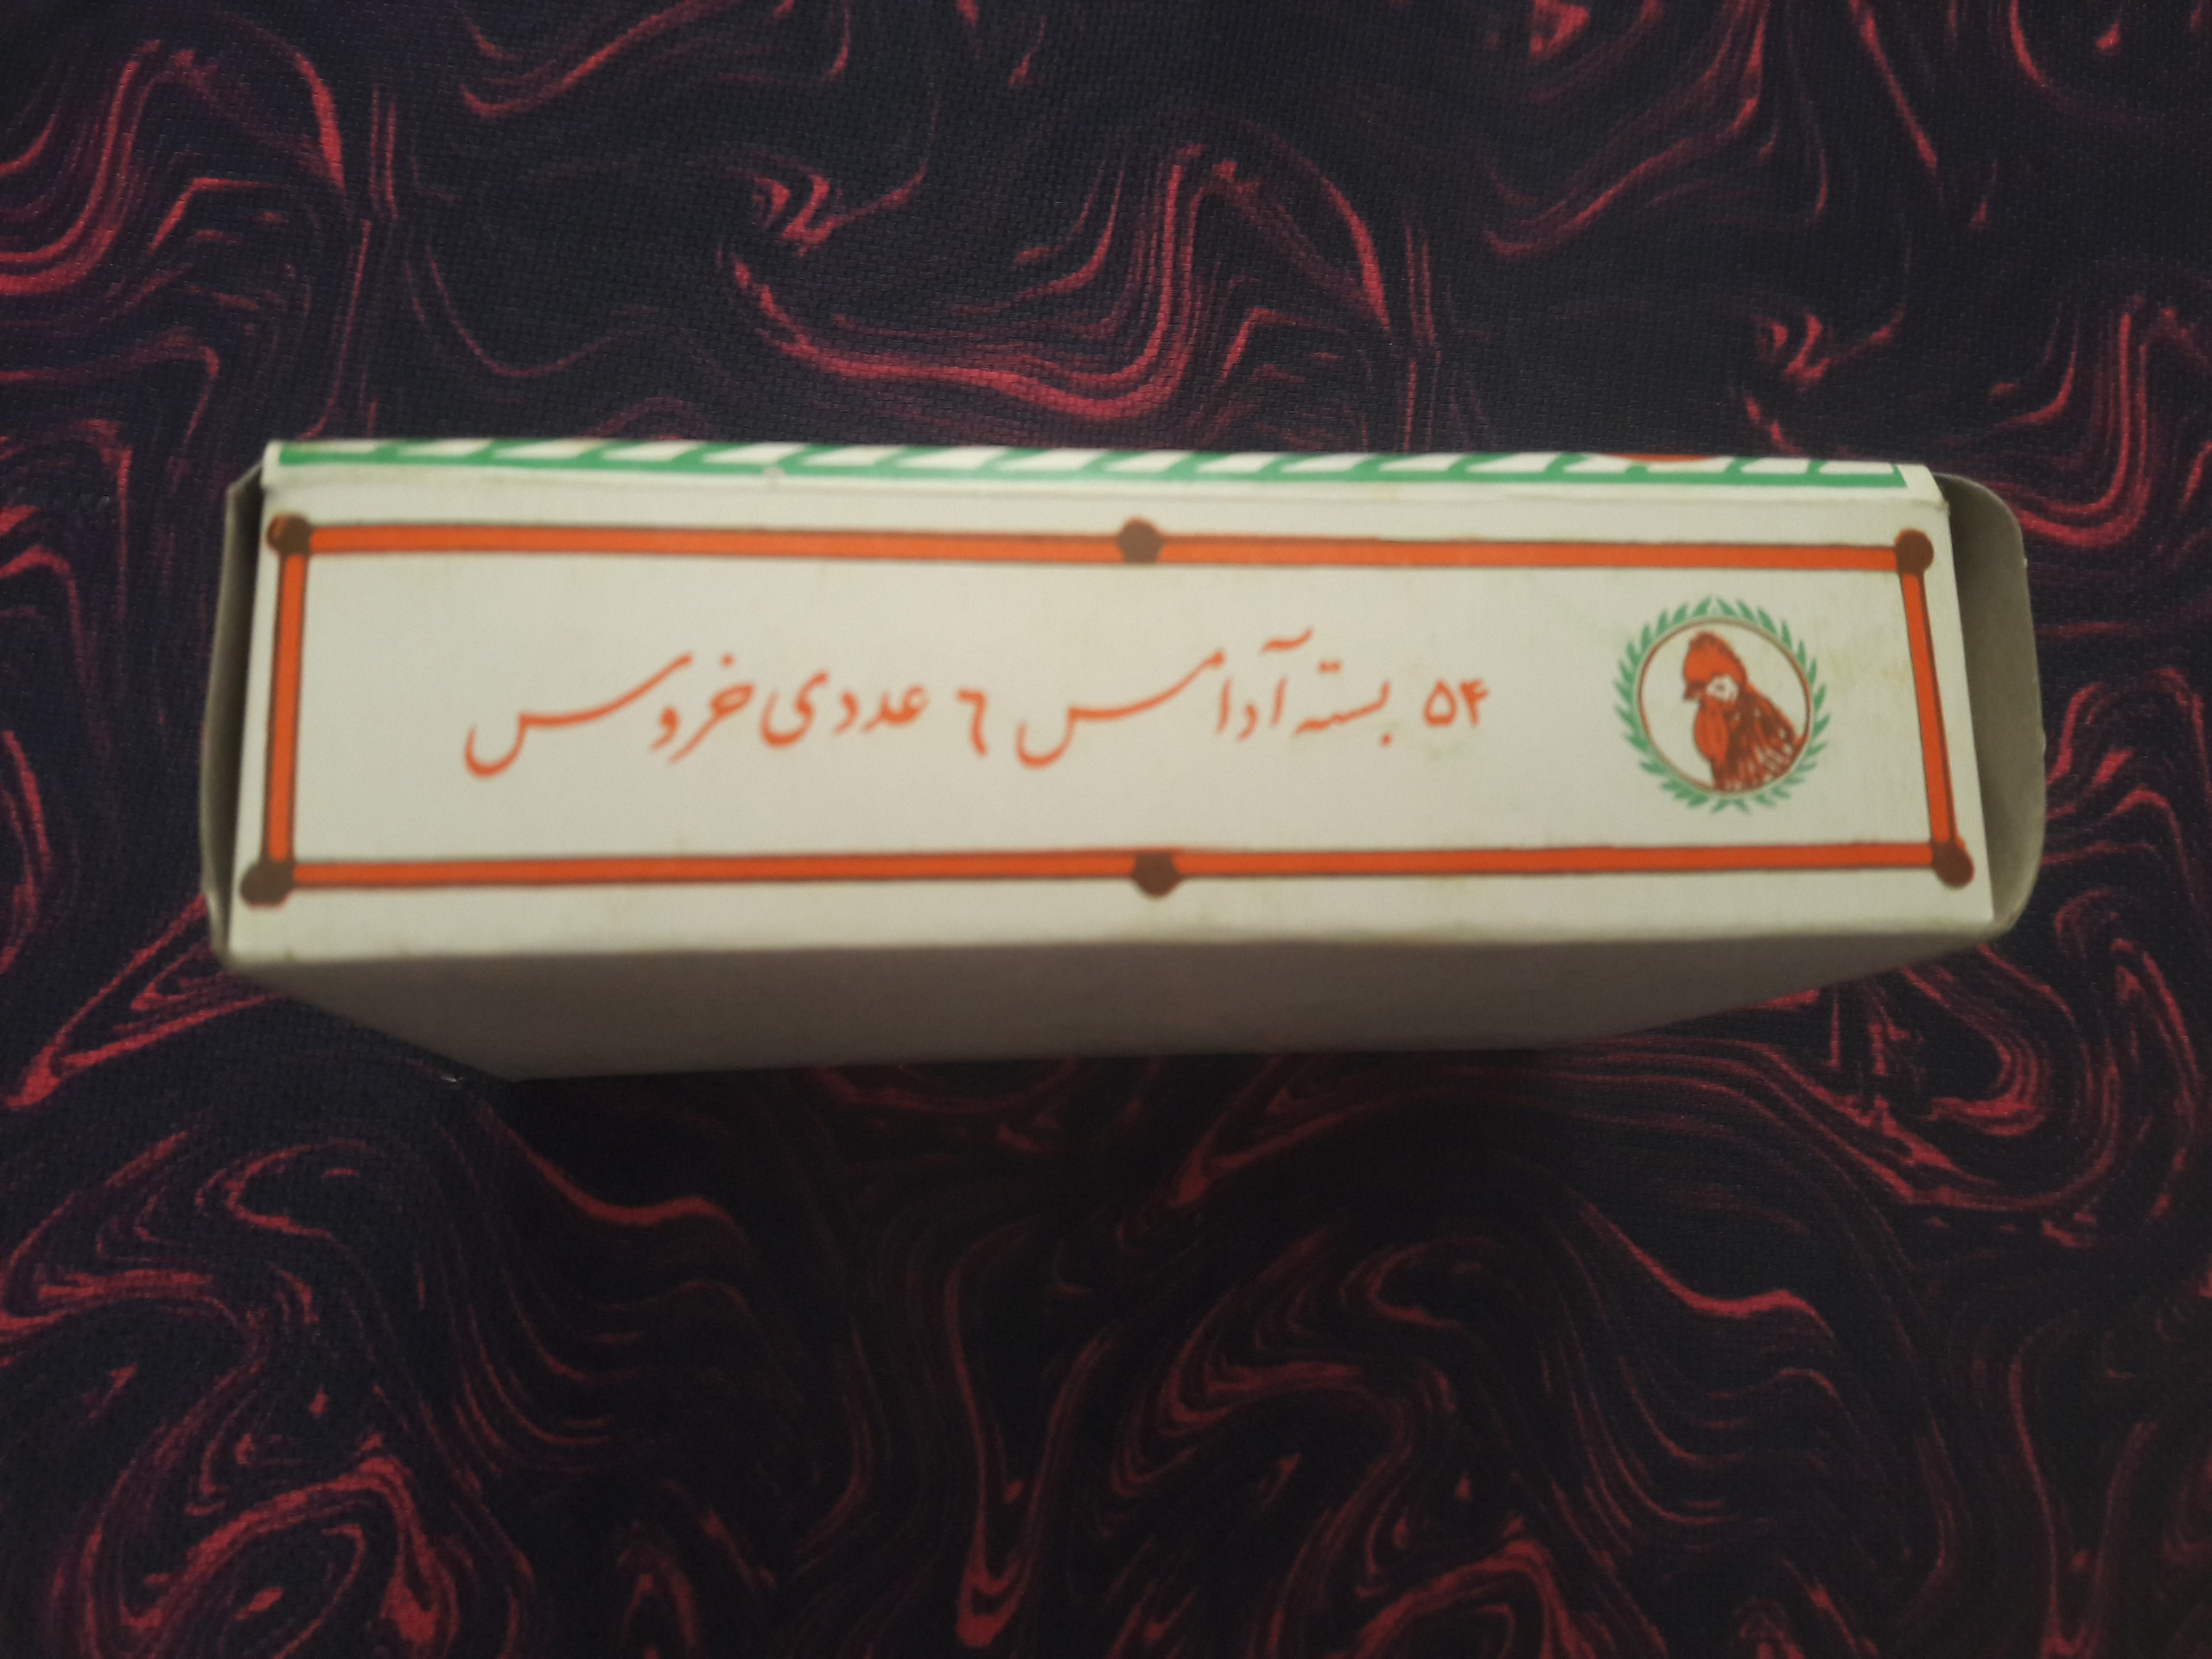 ۵۴ بسته آدامس ٦ عددی خروس